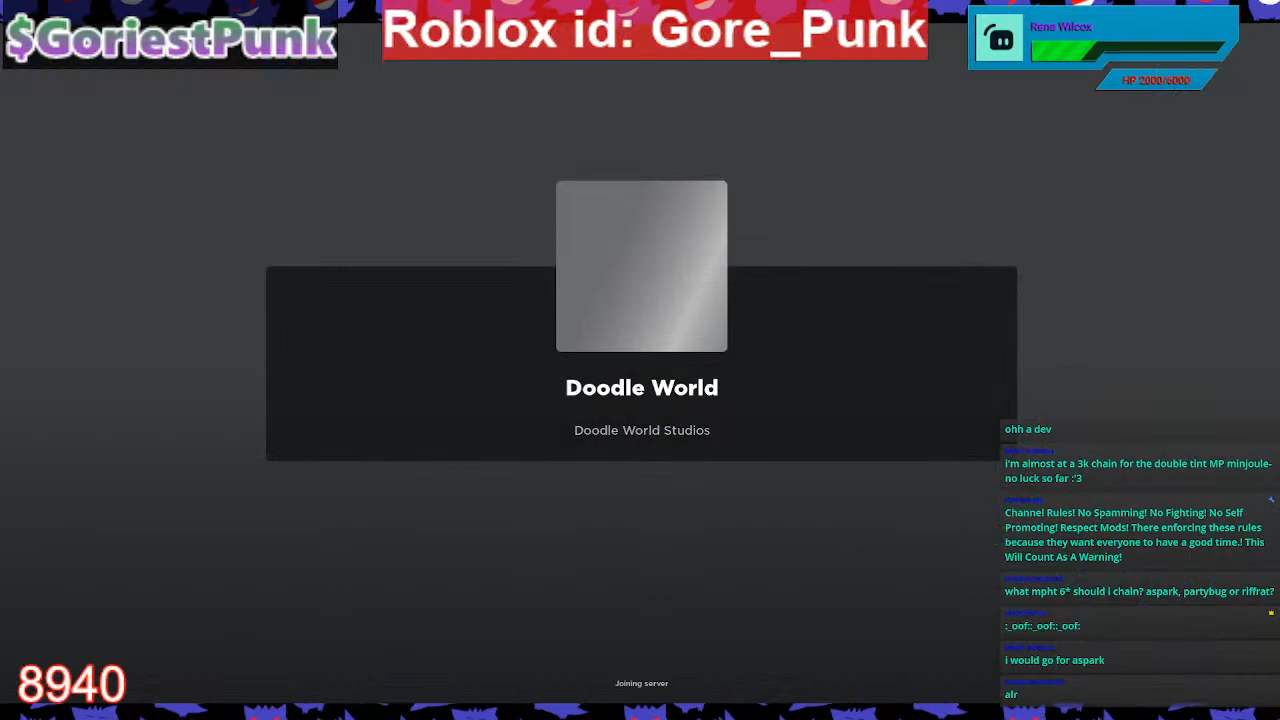 $GoriestPunk
Roblox id: Gore_Punk
Rena Wilcox
HP 2000/6000
Doodle World
Doodle World Studios
ohh a dev
i'm almost at a 3k chain for the double tint MP minjoule-
no luck so far :'3
Channel Rules! No Spamming! No Fighting! No Self
Promoting! Respect Mods! There enforcing these rules
because they want everyone to have a good time.! This
Will Count As A Warning!
what mpht 6* should i chain? aspark, partybug or riffrat?
:_oof::_oof::_oof:
i would go for aspark
alr
8940
Joining server